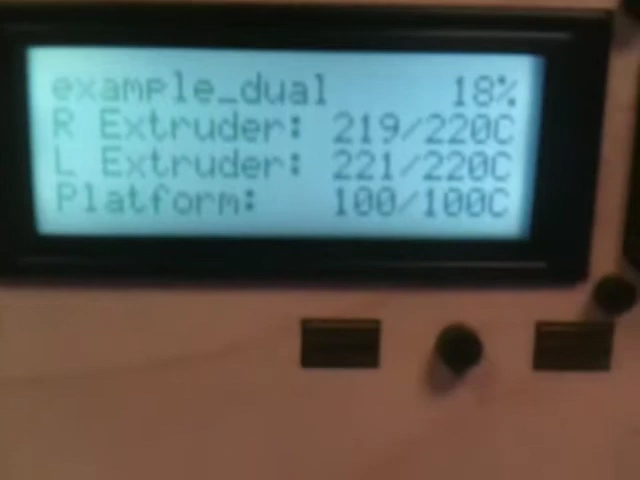 example_dual 18%
R Extruder: 219/220C
L Extruder: 221/220C
Platform: 100/100C